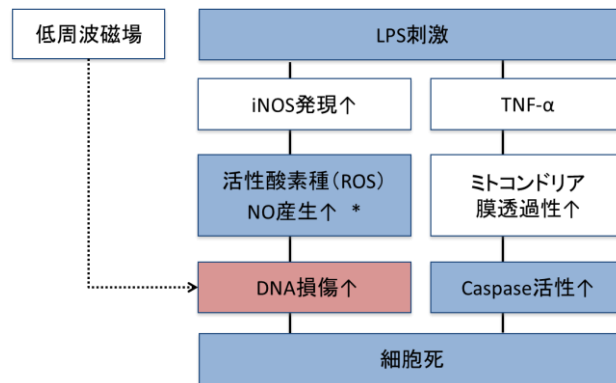 低周波磁場
LPS刺激
iNOS発現↑
TNF-α
活性酸素種（ROS）
NO産生↑ *
ミトコンドリア
膜透過性↑
DNA損傷↑
Caspase活性↑
細胞死